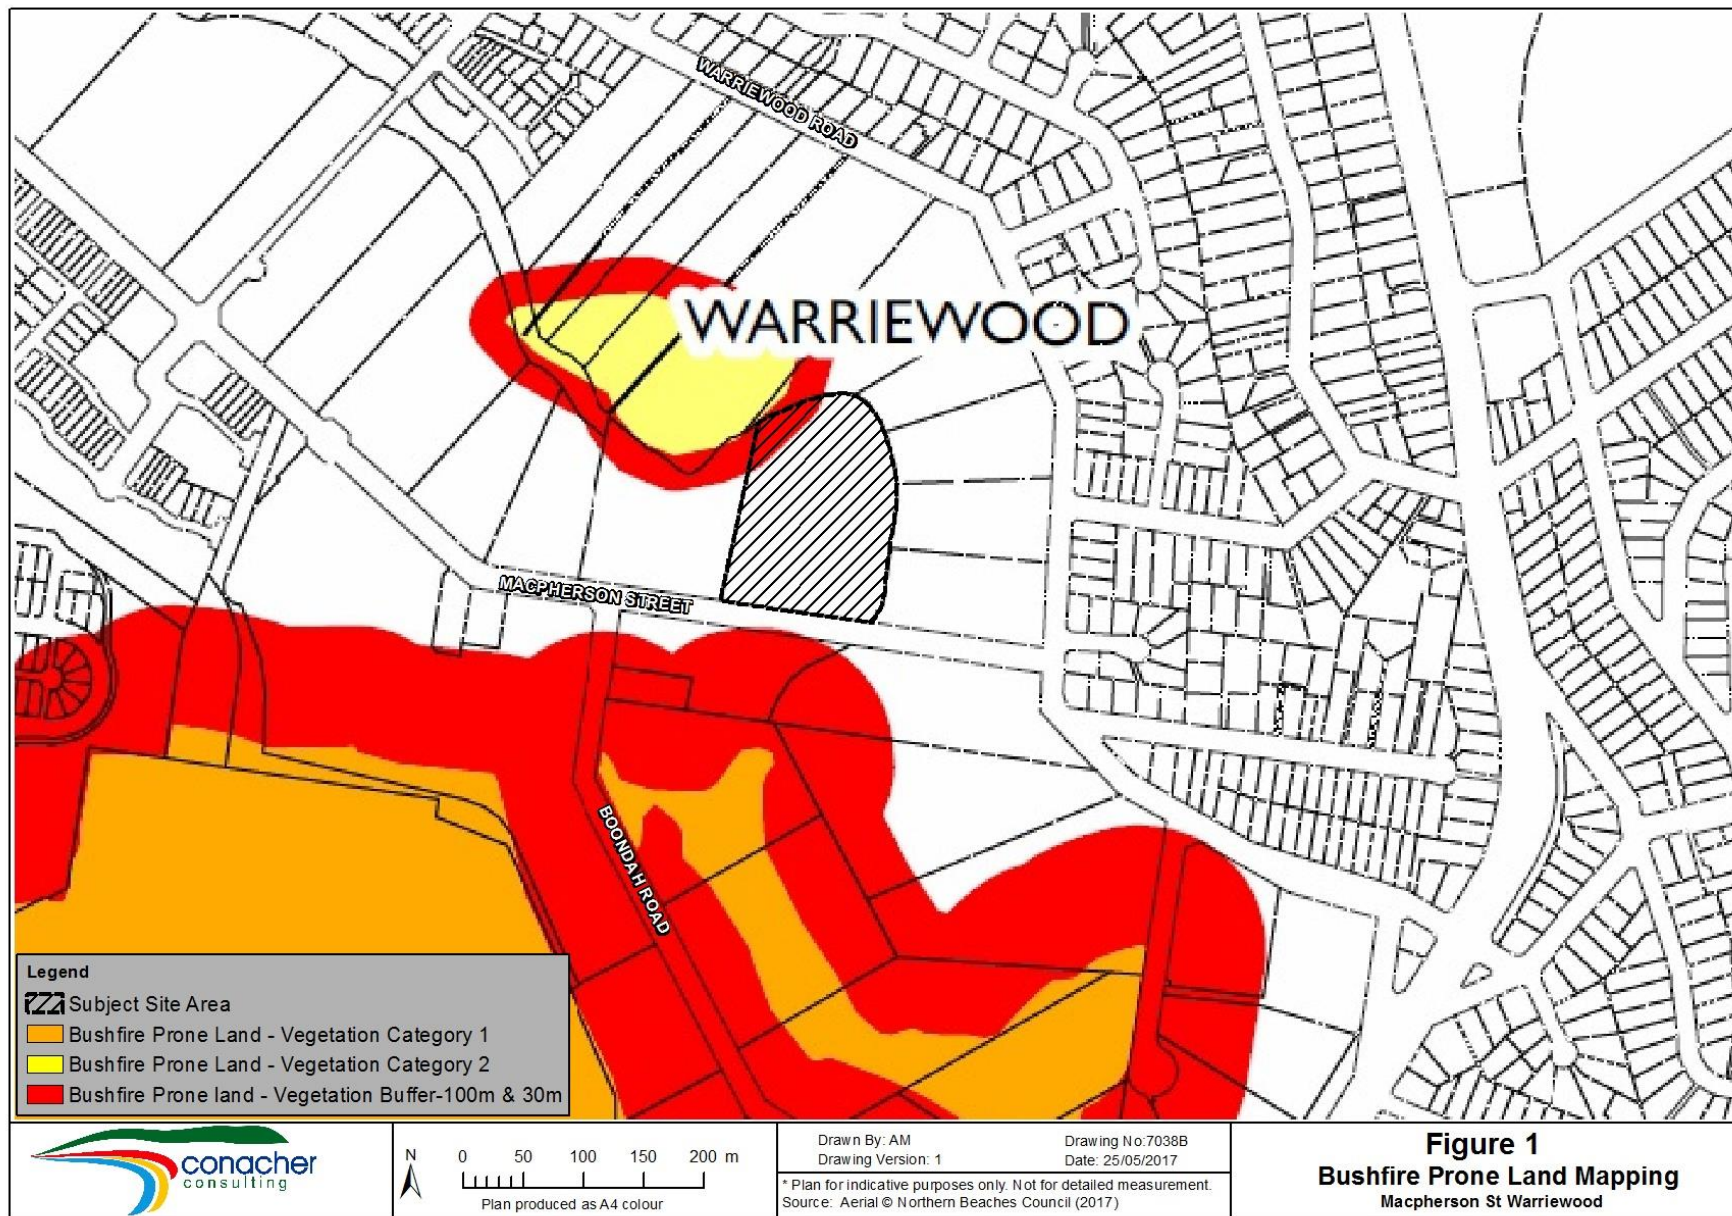 WARRIEWOOD ROAD
WARRIEWOOD
MACPHERSON STREET
BOONDAH ROAD
Legend
Subject Site Area
Bushfire Prone Land - Vegetation Category 1
Bushfire Prone Land - Vegetation Category 2
Bushfire Prone land - Vegetation Buffer-100m & 30m
conacher
consulting
N
0 50 100 150 200 m
Plan produced as A4 colour
Drawn By: AM
Drawing Version: 1
Drawing No:7038B
Date: 25/05/2017
* Plan for indicative purposes only. Not for detailed measurement.
Source: Aerial © Northern Beaches Council (2017)
Figure 1
Bushfire Prone Land Mapping
Macpherson St Warriewood